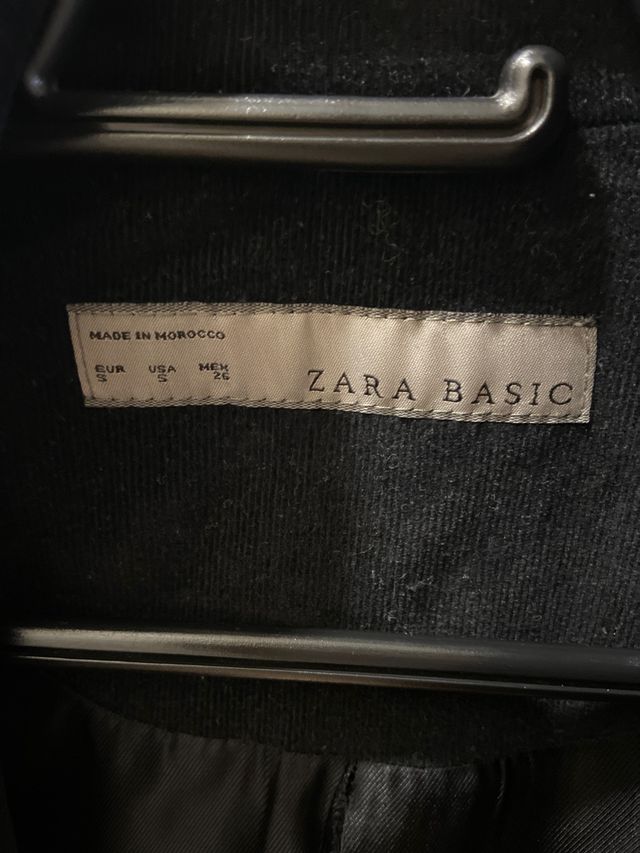 MADE IN MOROCCO
EUR USA MEX
S S 26
ZARA BASIC